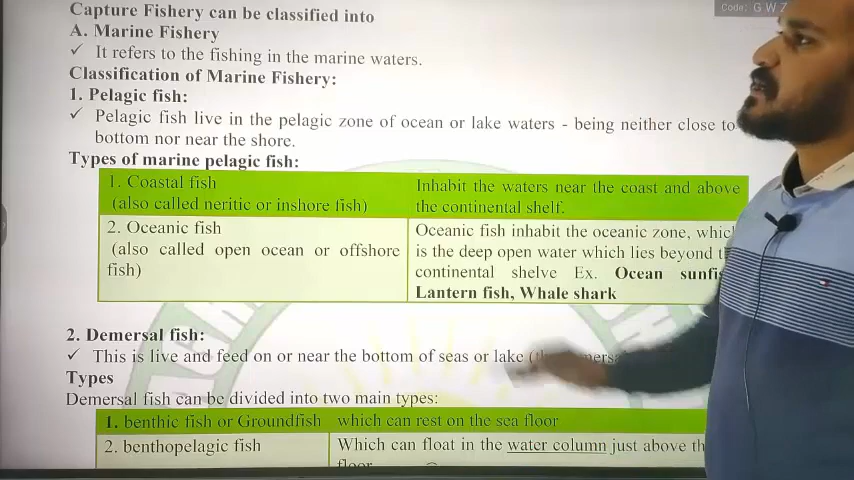 Code: G W Z
Capture Fishery can be classified into
A. Marine Fishery
✓ It refers to the fishing in the marine waters.
Classification of Marine Fishery:
1. Pelagic fish:
✓ Pelagic fish live in the pelagic zone of ocean or lake waters - being neither close to
bottom nor near the shore.
Types of marine pelagic fish:
1. Coastal fish
(also called neritic or inshore fish)
Inhabit the waters near the coast and above
the continental shelf.
2. Oceanic fish
(also called open ocean or offshore
fish)
Oceanic fish inhabit the oceanic zone,
is the deep open water which lies beyond
continental shelve Ex. Ocean
Lantern fish, Whale shark
2. Demersal fish:
✓ This is live and feed on or near the bottom of seas or lake
Types
Demersal fish can be divided into two main types:
1. benthic fish or Groundfish which can rest on the sea floor
2. benthopelagic fish
Which can float in the water column just above
floor